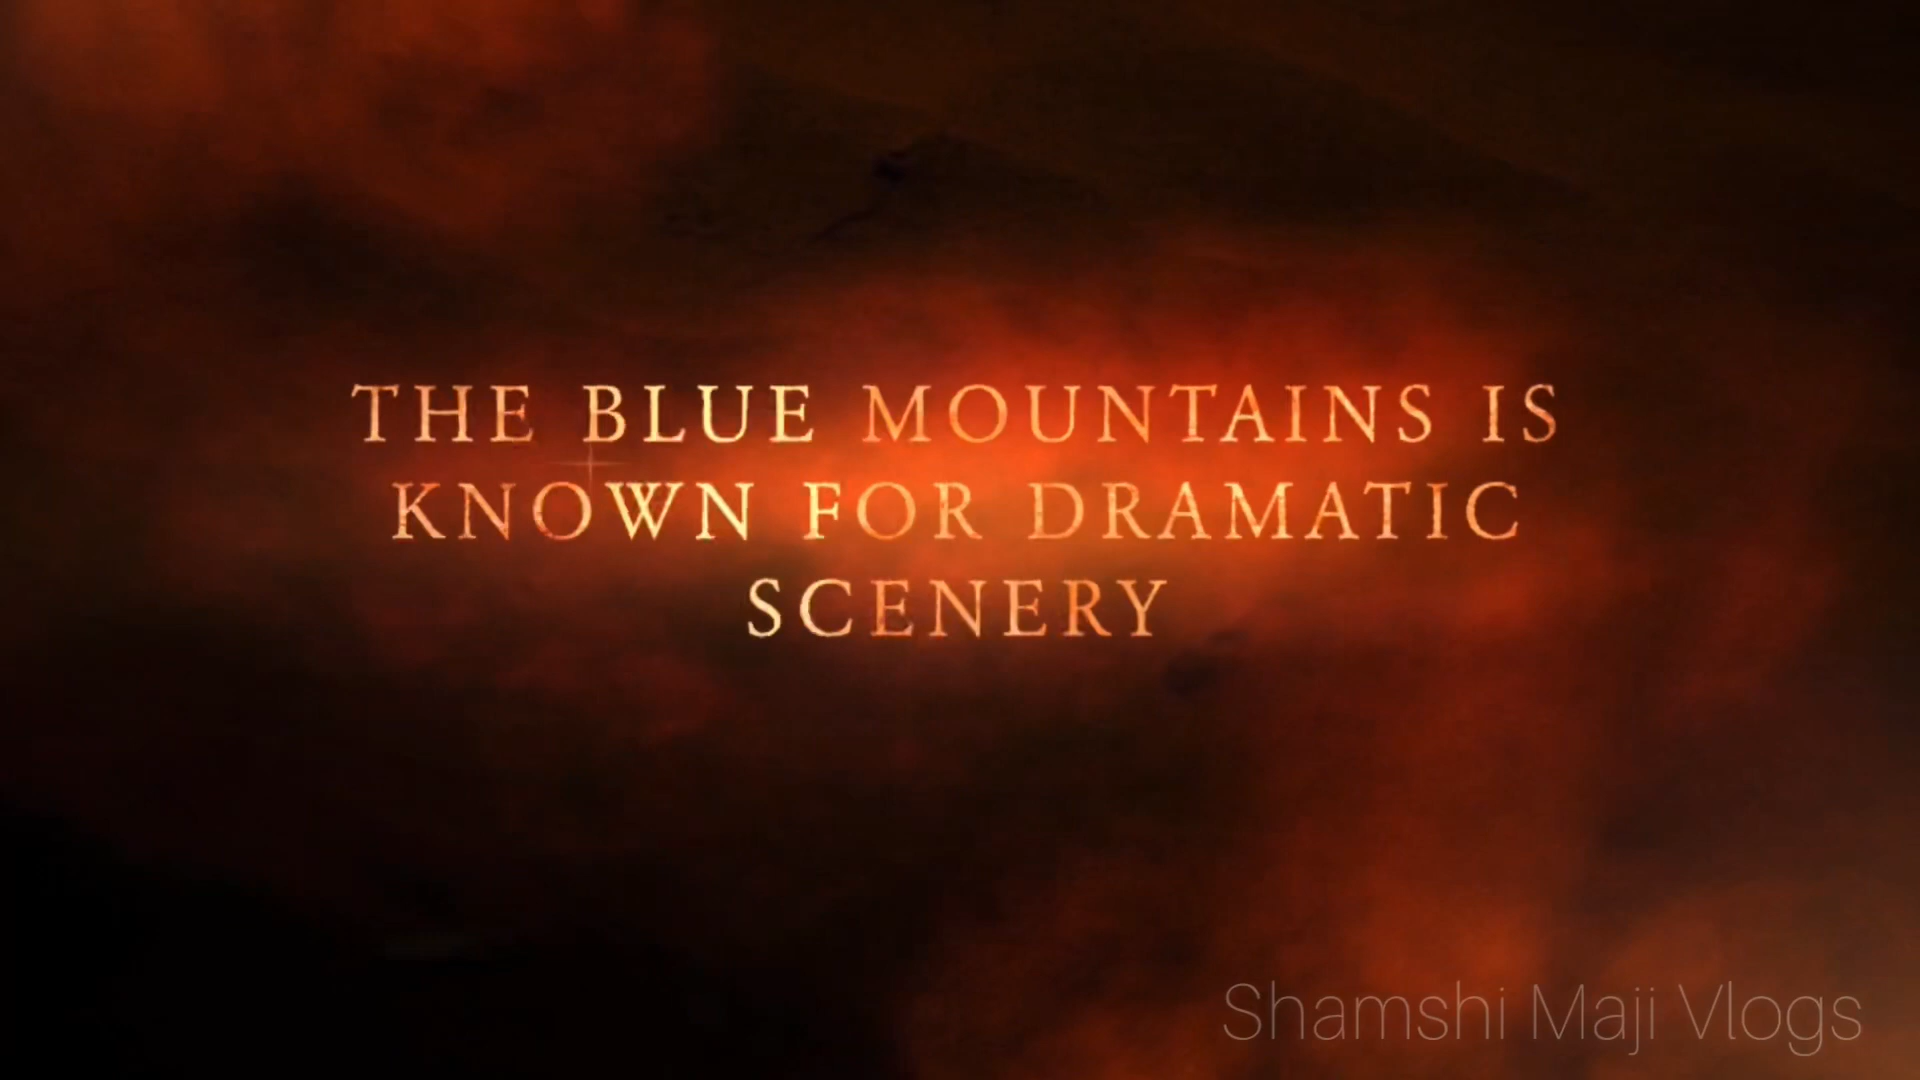 THE BLUE MOUNTAINS IS
KNOWN FOR DRAMATIC
SCENERY
Shamshi Maji Vlogs